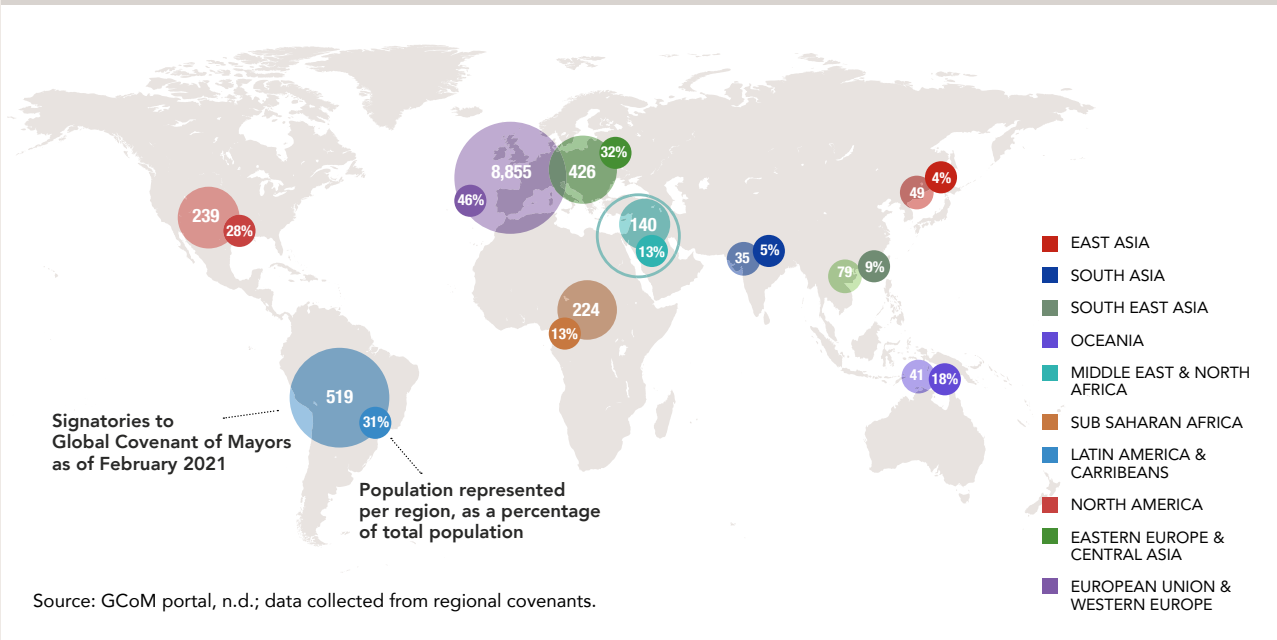 8,855
426
32%
46%
239
28%
140
13%
49
4%
35
5%
79
9%
224
13%
41
18%
519
31%
Signatories to
Global Covenant of Mayors
as of February 2021
Population represented
per region, as a percentage
of total population
EAST ASIA
SOUTH ASIA
SOUTH EAST ASIA
OCEANIA
MIDDLE EAST & NORTH
AFRICA
SUB SAHARAN AFRICA
LATIN AMERICA &
CARRIBEANS
NORTH AMERICA
EASTERN EUROPE &
CENTRAL ASIA
EUROPEAN UNION &
WESTERN EUROPE
Source: GCoM portal, n.d.; data collected from regional covenants.